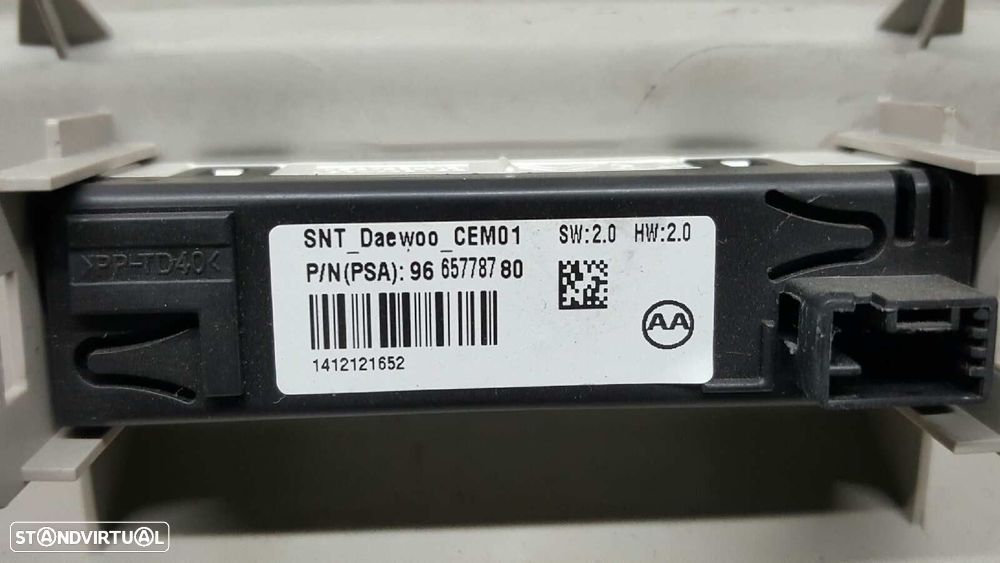 SNT_Daewoo_CEM01 SW:2.0 HW:2.0
>PP-TD40<
P/N(PSA): 96 657787 80
AA
1412121652
STANDVIRTUAL